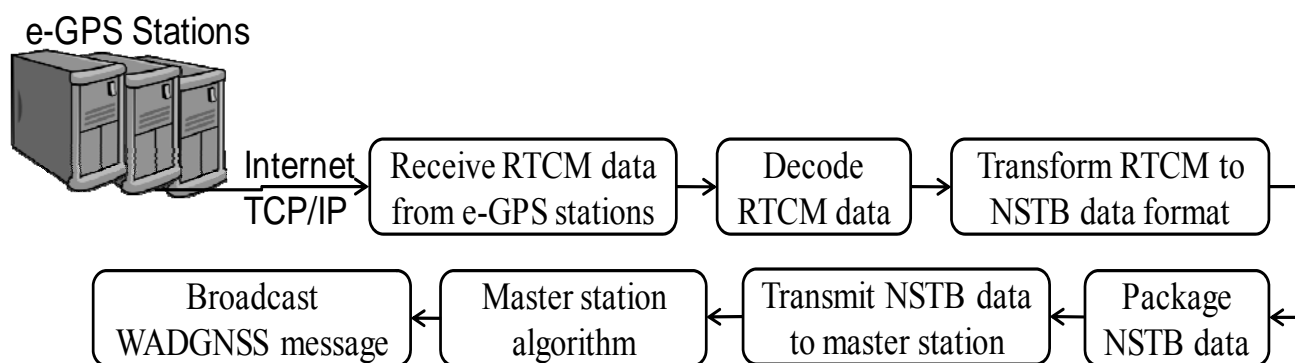 e-GPS Stations
Internet
TCP/IP
Receive RTCM data
from e-GPS stations
Decode
RTCM data
Transform RTCM to
NSTB data format
Broadcast
WADGNSS message
Master station
algorithm
Transmit NSTB data
to master station
Package
NSTB data